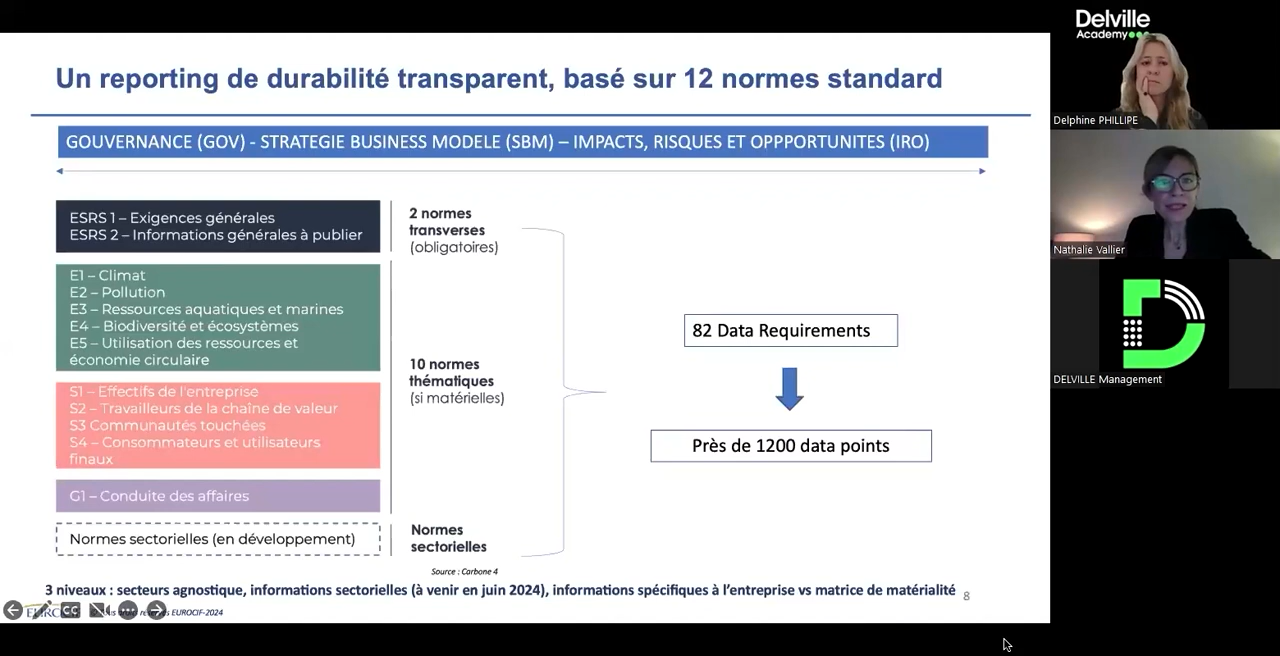 Un reporting de durabilité transparent, basé sur 12 normes standard
GOUVERNANCE (GOV) - STRATEGIE BUSINESS MODELE (SBM) – IMPACTS, RISQUES ET OPPPORTUNITES (IRO)
ESRS 1 – Exigences générales
ESRS 2 – Informations générales à publier
2 normes
transverses
(obligatoires)
E1 – Climat
E2 – Pollution
E3 – Ressources aquatiques et marines
E4 – Biodiversité et écosystèmes
E5 – Utilisation des ressources et
économie circulaire
S1 – Effectifs de l'entreprise
S2 – Travailleurs de la chaîne de valeur
S3 Communautés touchées
S4 – Consommateurs et utilisateurs
finaux
G1 – Conduite des affaires
10 normes
thématiques
(si matérielles)
Normes sectorielles (en développement)
Normes
sectorielles
82 Data Requirements
Près de 1200 data points
Source : Carbone 4
3 niveaux : secteurs agnostique, informations sectorielles (à venir en juin 2024), informations spécifiques à l'entreprise vs matrice de matérialité
8
EUROCIF-2024
Delville
Academy
Delphine PHILLIPE
Nathalie Vallier
DELVILLE Management